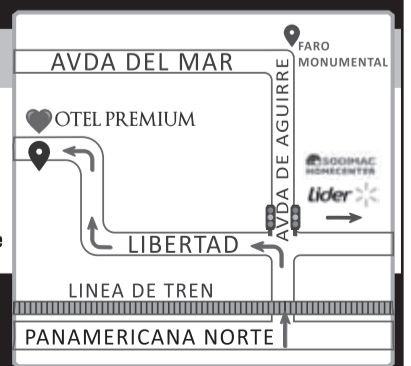 FARO
MONUMENTAL
AVDA DEL MAR
AVDA DE AGUIRRE
OTEL PREMIUM
SODIMAC
HOMECENTER
Lider
e
LIBERTAD
LINEA DE TREN
PANAMERICANA NORTE